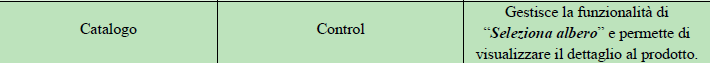 Catalogo
Control
Gestisce la funzionalità di
“Seleziona albero” e permette di
visualizzare il dettaglio al prodotto.